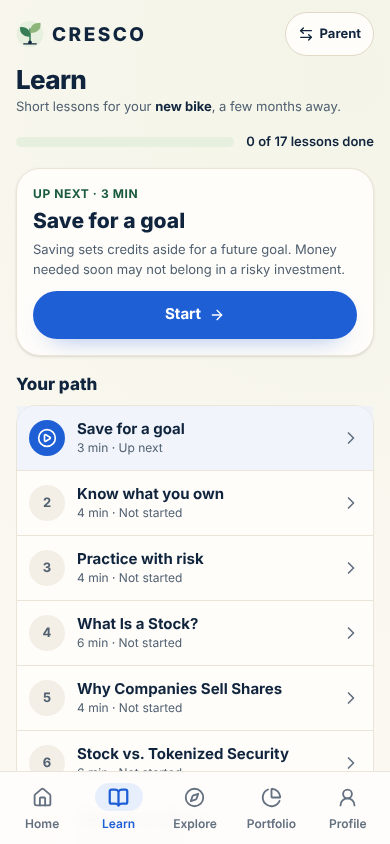 CRESCO
Parent
Learn
Short lessons for your new bike, a few months away.
0 of 17 lessons done
UP NEXT · 3 MIN
Save for a goal
Saving sets credits aside for a future goal. Money
needed soon may not belong in a risky investment.
Start
Your path
Save for a goal
3 min · Up next
2
Know what you own
4 min · Not started
3
Practice with risk
4 min · Not started
4
What Is a Stock?
6 min · Not started
5
Why Companies Sell Shares
4 min · Not started
6
Stock vs. Tokenized Security
Home
Learn
Explore
Portfolio
Profile